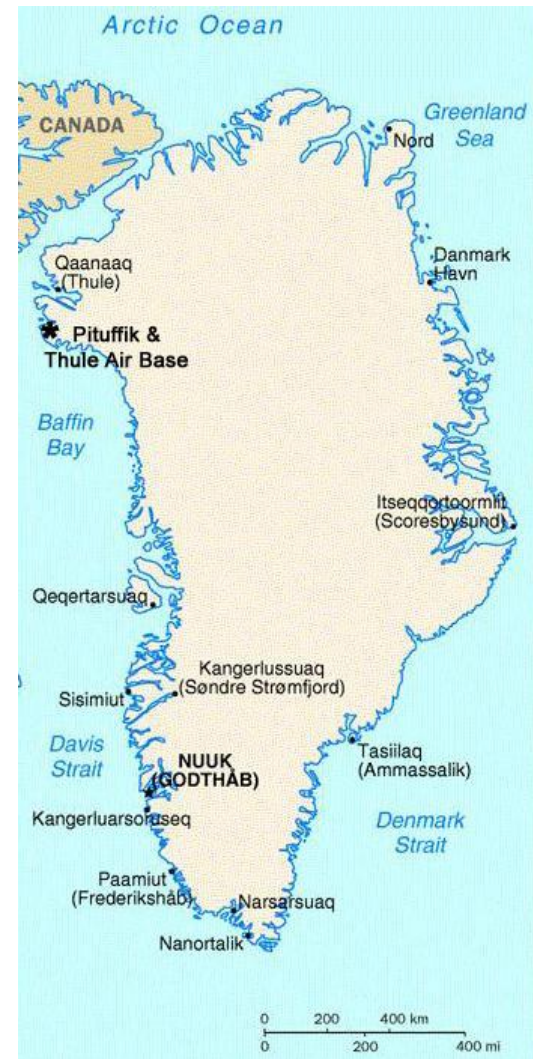 Arctic Ocean
CANADA
Greenland
Sea
Nord
Qaanaaq
(Thule)
Danmark
Havn
Pituffik &
Thule Air Base
Baffin
Bay
Itseqqortoormiit
(Scoresbysund)
Qeqertarsuaq
Kangerlussuaq
(Søndre Strømfjord)
Sisimiut
Davis
Strait
NUUK
(GODTHÅB)
Tasiilaq
(Ammassalik)
Kangerluarsoruseq
Denmark
Strait
Paamiut
(Frederikshåb)
Narsarsuaq
Nanortalik
0 200 400 km
0 200 400 mi